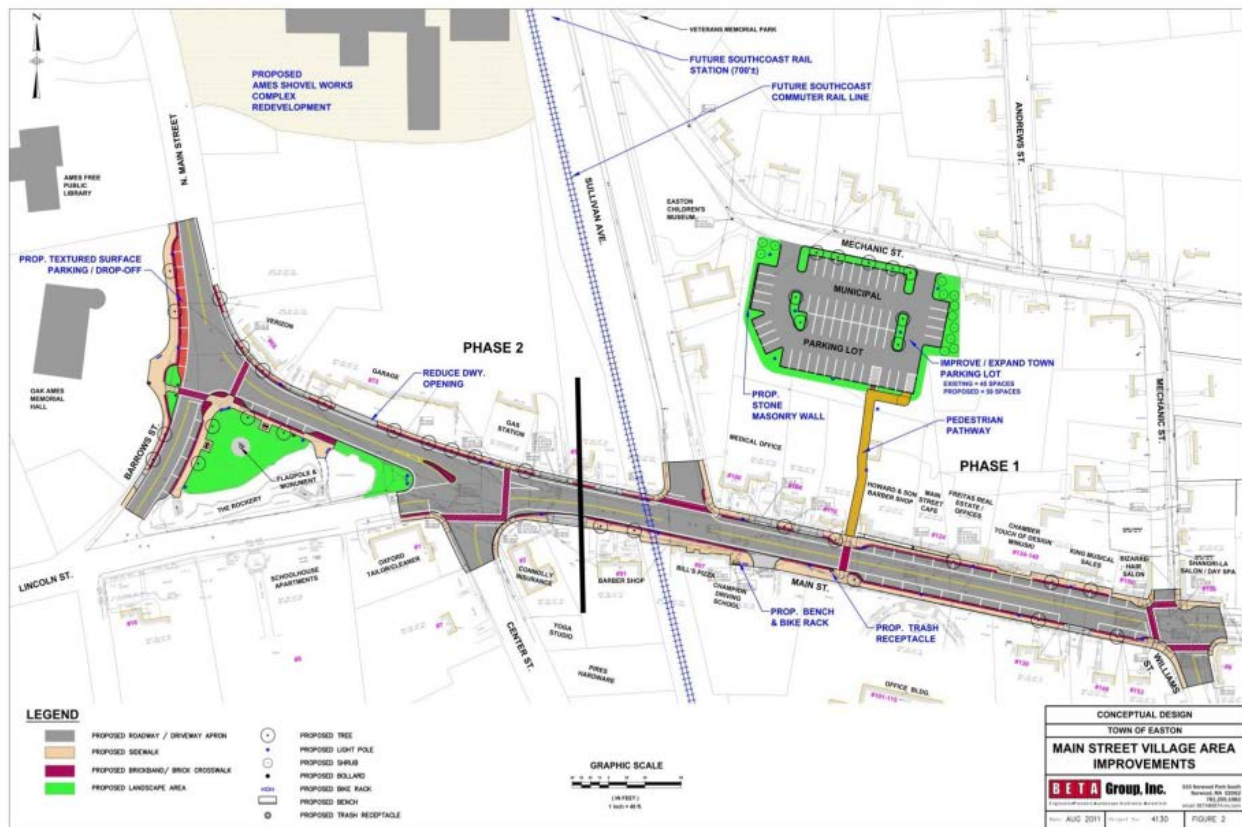 N
VETERANS MEMORIAL PARK
FUTURE SOUTHCOAST RAIL
STATION (700'±)
FUTURE SOUTHCOAST
COMMUTER RAIL LINE
PROPOSED
AMES SHOVEL WORKS
COMPLEX
REDEVELOPMENT
N. MAIN STREET
AMES FREE
PUBLIC
LIBRARY
SULLIVAN AVE.
ANDREWS ST.
EASTON
CHILDREN'S
MUSEUM
MECHANIC ST.
PROP. TEXTURED SURFACE
PARKING / DROP-OFF
MUNICIPAL
PARKING LOT
VERIZON
PHASE 2
GARAGE
REDUCE DWY.
OPENING
IMPROVE / EXPAND TOWN
PARKING LOT
EXISTING = 45 SPACES
PROPOSED = 59 SPACES
OAK AMES
MEMORIAL
HALL
GAS
STATION
PROP.
STONE
MASONRY WALL
MECHANIC ST.
PEDESTRIAN
PATHWAY
MEDICAL OFFICE
PHASE 1
BARROWS ST.
FLAGPOLE &
MONUMENT
THE ROCKERY
HOWARD & SON
BARBER SHOP
MAIN
STREET
CAFE
FREITAS REAL
ESTATE /
OFFICES
#124
CHAMBER
TOUCH OF DESIGN
KING MUSICAL
SALES
BIZARRE
HAIR
SALON
SHANGRI-LA
SALON / DAY SPA
LINCOLN ST.
SCHOOLHOUSE
APARTMENTS
OXFORD
TAILOR/CLEANER
CONNOLLY
INSURANCE
BARBER SHOP
BILL'S PIZZA
CHAMPION
DRIVING
SCHOOL
MAIN ST.
PROP. BENCH
& BIKE RACK
PROP. TRASH
RECEPTACLE
YOGA
STUDIO
CENTER ST.
PIRES
HARDWARE
OFFICE BLDG.
WILLIAMS
ST.
LEGEND
PROPOSED ROADWAY / DRIVEWAY APRON
PROPOSED SIDEWALK
PROPOSED BRICKBAND/ BRICK CROSSWALK
PROPOSED LANDSCAPE AREA
PROPOSED TREE
PROPOSED LIGHT POLE
PROPOSED SHRUB
PROPOSED BOLLARD
PROPOSED BIKE RACK
PROPOSED BENCH
PROPOSED TRASH RECEPTACLE
GRAPHIC SCALE
( IN FEET )
CONCEPTUAL DESIGN
TOWN OF EASTON
MAIN STREET VILLAGE AREA
IMPROVEMENTS
BETA Group, Inc.
AUG 2011
4130
FIGURE 2